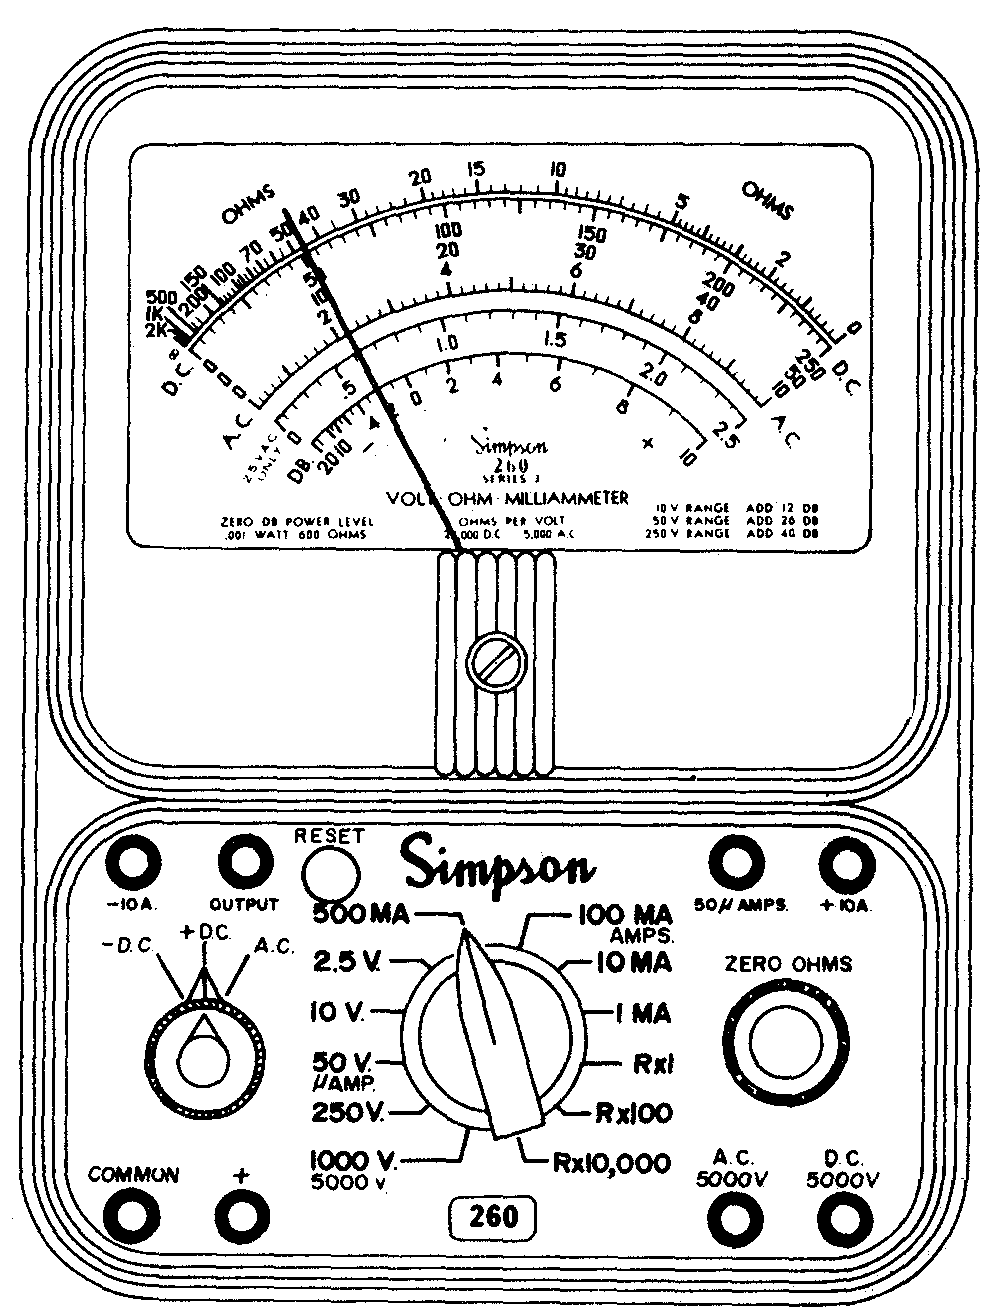 OHMS 50 40 30 20 15 10 5 OHMS
500 150 100 70 2
1K 200
2K 0
∞
100 150 200
20 30 40
4 6 8
10
2
D.C. 0 0 0 250 50 10 D.C.
A.C. A.C.
.5 1.0 1.5 2.0 2.5
2.5 V.A.C. ONLY 0
DB. 20 10 4 0 2 4 6 8 10
− +
Simpson
260
SERIES 3
VOLT · OHM · MILLIAMMETER
ZERO DB POWER LEVEL
.001 WATT 600 OHMS
OHMS PER VOLT
,000 D.C. 5,000 A.C.
10 V RANGE ADD 12 DB
50 V RANGE ADD 26 DB
250 V RANGE ADD 40 DB
RESET
Simpson
-10A. OUTPUT 50µ AMPS. +10A.
500 MA 100 MA
AMPS.
-D.C. +D.C. A.C.
2.5 V. 10 MA
ZERO OHMS
10 V. 1 MA
50 V. Rx1
µAMP.
250 V. Rx100
1000 V. Rx10,000
5000 V
COMMON +
A.C. D.C.
5000V 5000V
260